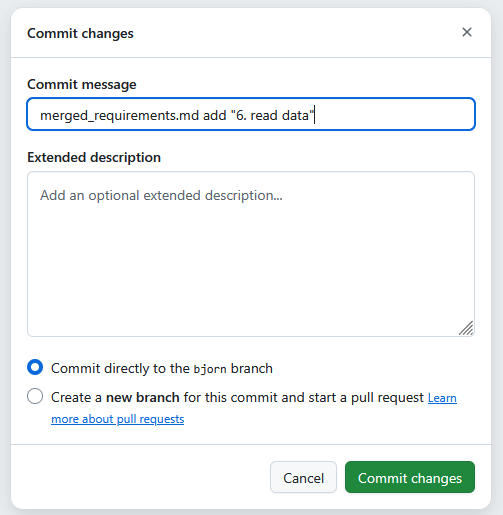 Commit changes
Commit message
merged_requirements.md add "6. read data"
Extended description
Add an optional extended description...
Commit directly to the bjorn branch
Create a new branch for this commit and start a pull request Learn
more about pull requests
Cancel
Commit changes